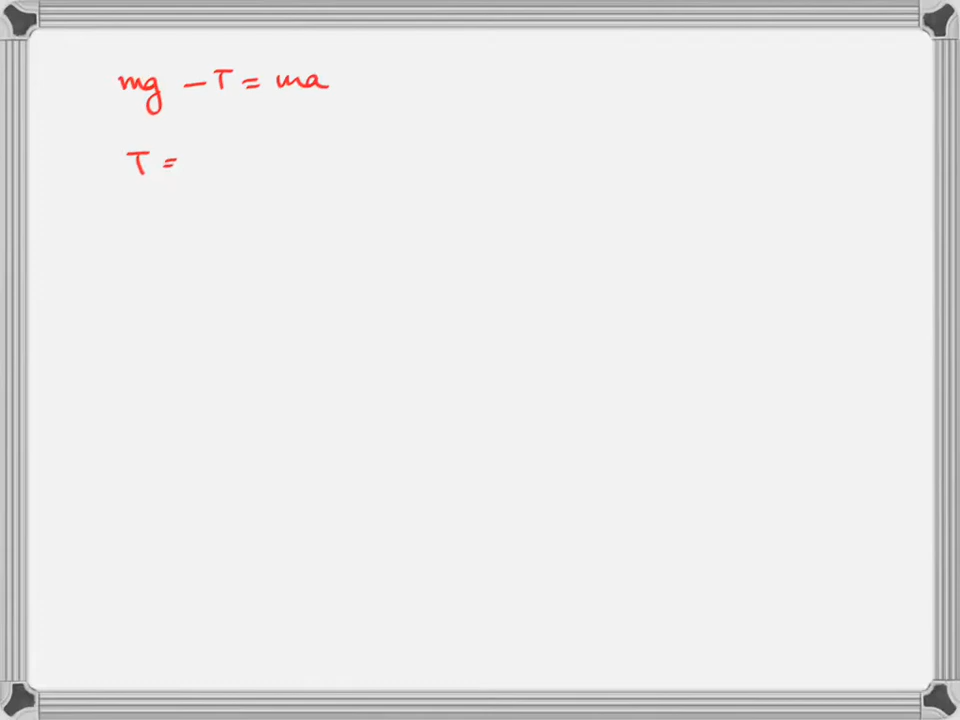 mg - T = ma
T =